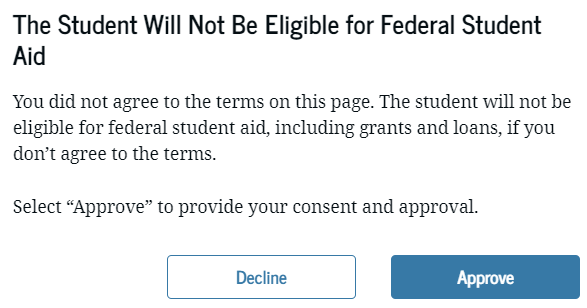 The Student Will Not Be Eligible for Federal Student
Aid
You did not agree to the terms on this page. The student will not be
eligible for federal student aid, including grants and loans, if you
don’t agree to the terms.
Select “Approve” to provide your consent and approval.
Decline
Approve